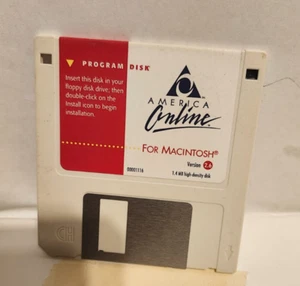 PROGRAM DISK
Insert this disk in your
floppy disk drive, then
double-click on the
Install icon to begin
installation.
AMERICA
Online
FOR MACINTOSH®
Version 2.6
1.4 MB high-density disk